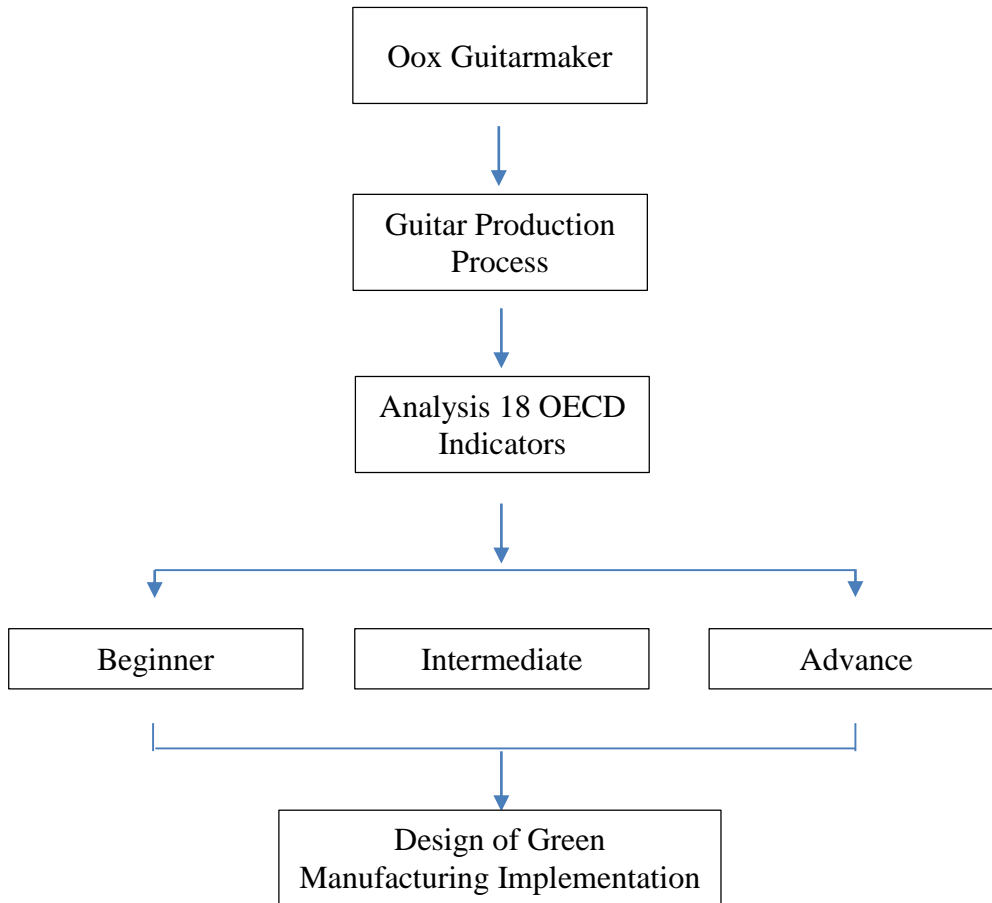 Oox Guitarmaker
Guitar Production
Process
Analysis 18 OECD
Indicators
Beginner
Intermediate
Advance
Design of Green
Manufacturing Implementation